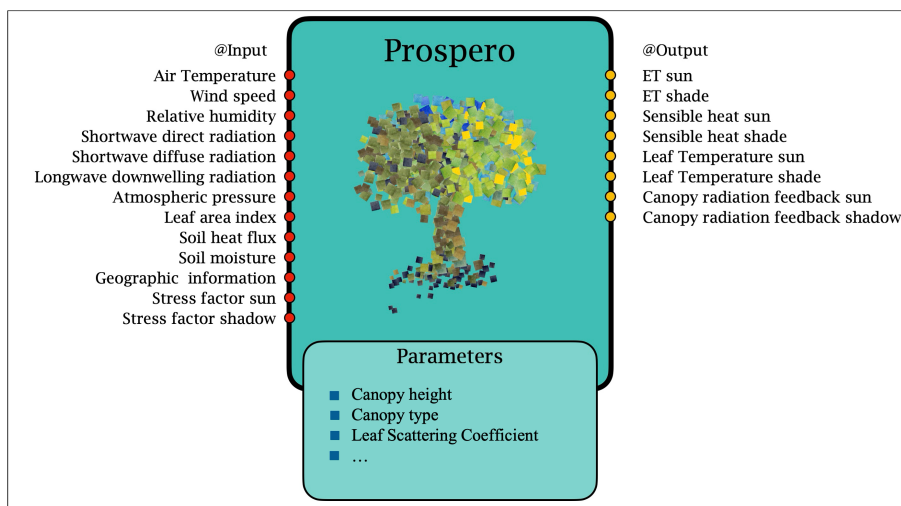 Prospero
@Input
Air Temperature
Wind speed
Relative humidity
Shortwave direct radiation
Shortwave diffuse radiation
Longwave downwelling radiation
Atmospheric pressure
Leaf area index
Soil heat flux
Soil moisture
Geographic information
Stress factor sun
Stress factor shadow
@Output
ET sun
ET shade
Sensible heat sun
Sensible heat shade
Leaf Temperature sun
Leaf Temperature shade
Canopy radiation feedback sun
Canopy radiation feedback shadow
Parameters
Canopy height
Canopy type
Leaf Scattering Coefficient
…